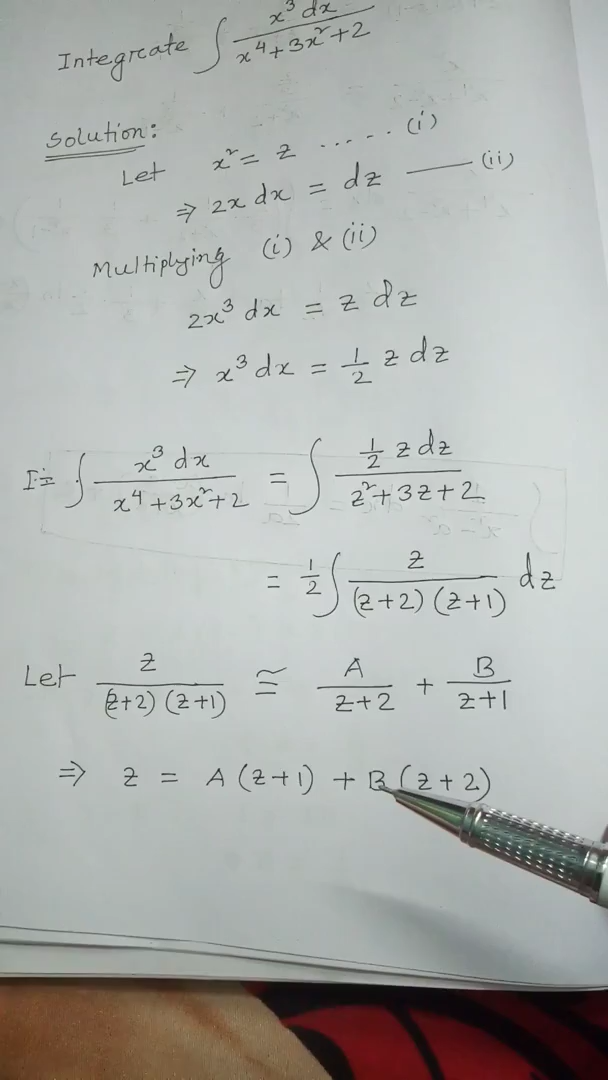 Integrate ∫ x³ dx / x⁴+3x²+2
Solution:
Let x² = z ..... (i)
⇒ 2x dx = dz —— (ii)
Multiplying (i) & (ii)
2x³ dx = z dz
⇒ x³ dx = 1/2 z dz
I = ∫ x³ dx / x⁴+3x²+2 = ∫ 1/2 z dz / z²+3z+2
= 1/2 ∫ z / (z+2) (z+1) dz
Let z / (z+2) (z+1) ≅ A / z+2 + B / z+1
⇒ z = A (z+1) + B (z+2)